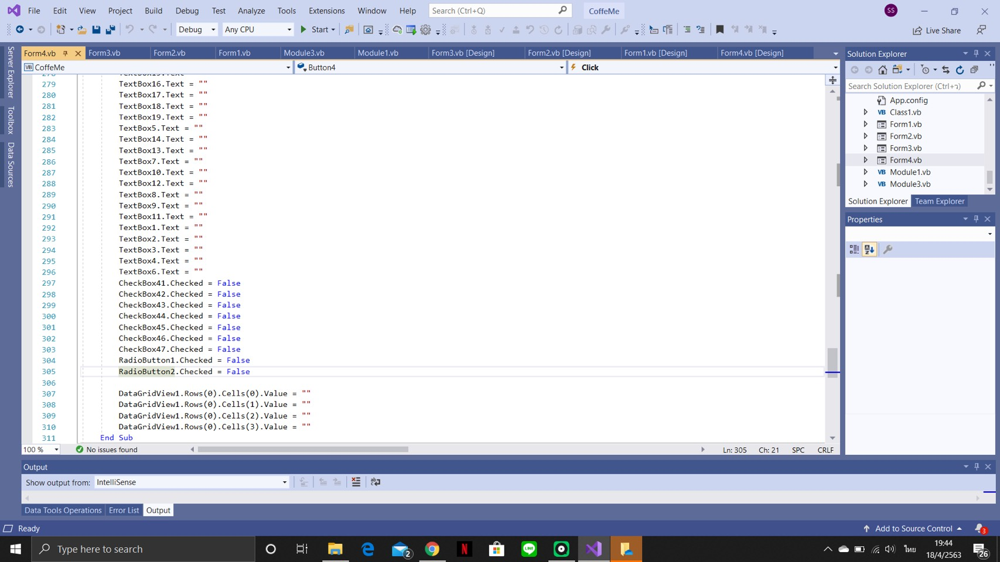 File Edit View Project Build Debug Test Analyze Tools Extensions Window Help Search (Ctrl+Q) CoffeMe SS
Debug Any CPU Start Live Share
Form4.vb Form3.vb Form2.vb Form1.vb Module3.vb Module1.vb Form3.vb [Design] Form2.vb [Design] Form1.vb [Design] Form4.vb [Design]
CoffeMe Button4 Click
Server Explorer
Toolbox
Data Sources
279 TextBox16.Text = ""
280 TextBox17.Text = ""
281 TextBox18.Text = ""
282 TextBox19.Text = ""
283 TextBox5.Text = ""
284 TextBox14.Text = ""
285 TextBox13.Text = ""
286 TextBox7.Text = ""
287 TextBox10.Text = ""
288 TextBox12.Text = ""
289 TextBox8.Text = ""
290 TextBox9.Text = ""
291 TextBox11.Text = ""
292 TextBox1.Text = ""
293 TextBox2.Text = ""
294 TextBox3.Text = ""
295 TextBox4.Text = ""
296 TextBox6.Text = ""
297 CheckBox41.Checked = False
298 CheckBox42.Checked = False
299 CheckBox43.Checked = False
300 CheckBox44.Checked = False
301 CheckBox45.Checked = False
302 CheckBox46.Checked = False
303 CheckBox47.Checked = False
304 RadioButton1.Checked = False
305 RadioButton2.Checked = False
306
307 DataGridView1.Rows(0).Cells(0).Value = ""
308 DataGridView1.Rows(0).Cells(1).Value = ""
309 DataGridView1.Rows(0).Cells(2).Value = ""
310 DataGridView1.Rows(0).Cells(3).Value = ""
311 End Sub
100 % No issues found Ln: 305 Ch: 21 SPC CRLF
Solution Explorer
Search Solution Explorer (Ctrl+ว)
App.config
VB Class1.vb
Form1.vb
Form2.vb
Form3.vb
Form4.vb
VB Module1.vb
VB Module3.vb
Solution Explorer Team Explorer
Properties
Output
Show output from: IntelliSense
Data Tools Operations Error List Output
Ready Add to Source Control 3
Type here to search 2 N LINE ไทย 19:44
18/4/2563 26